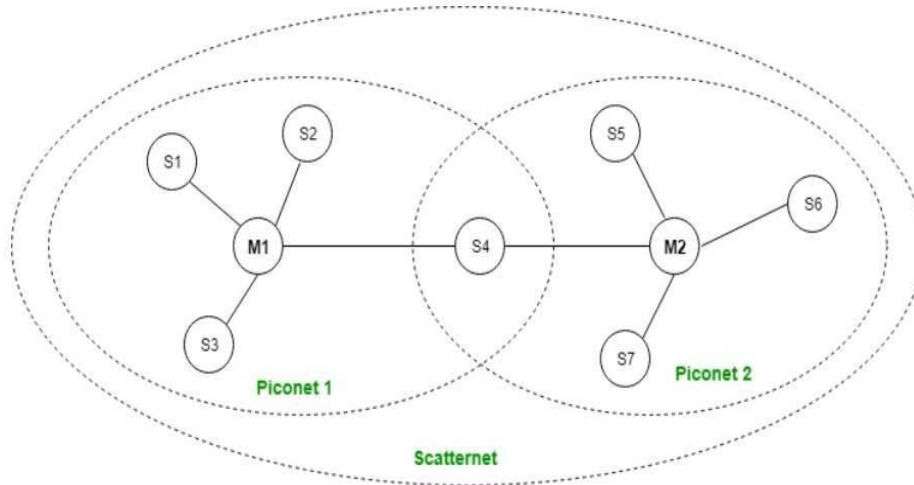 S2
S1
S5
S6
M1
S4
M2
S3
S7
Piconet 1
Piconet 2
Scatternet